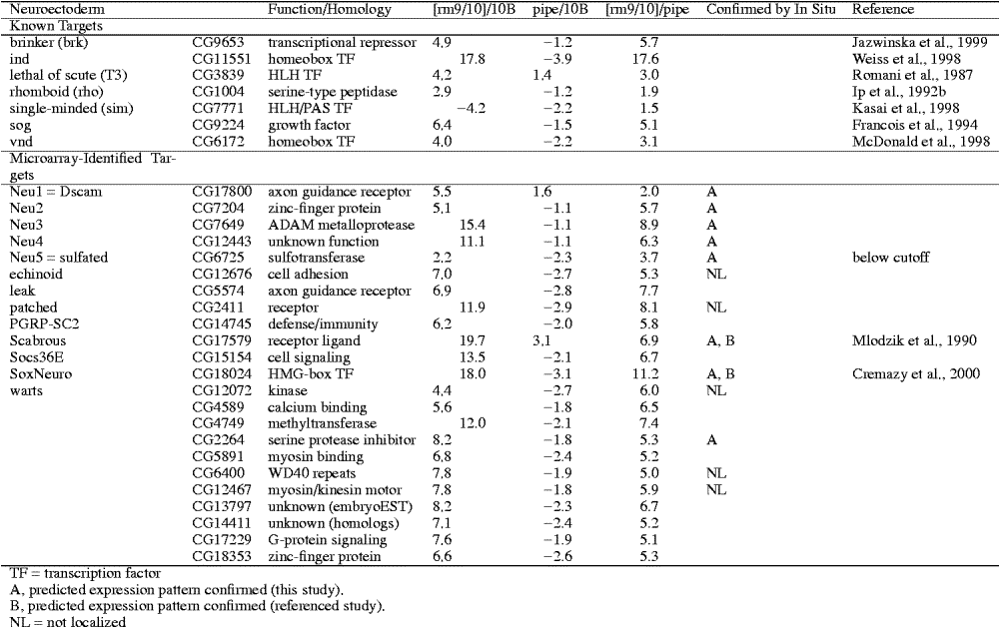 Neuroectoderm Function/Homology [rm9/10]/10B pipe/10B [rm9/10]/pipe Confirmed by In Situ Reference
Known Targets
brinker (brk) CG9653 transcriptional repressor 4,9 −1.2 5.7 Jazwinska et al., 1999
ind CG11551 homeobox TF 17.8 −3.9 17.6 Weiss et al., 1998
lethal of scute (T3) CG3839 HLH TF 4,2 1,4 3.0 Romani et al., 1987
rhomboid (rho) CG1004 serine-type peptidase 2,9 −1.2 1.9 Ip et al., 1992b
single-minded (sim) CG7771 HLH/PAS TF −4.2 −2.2 1.5 Kasai et al., 1998
sog CG9224 growth factor 6,4 −1.5 5.1 Francois et al., 1994
vnd CG6172 homeobox TF 4,0 −2.2 3.1 McDonald et al., 1998
Microarray-Identified Tar-
gets
Neu1 = Dscam CG17800 axon guidance receptor 5,5 1,6 2.0 A
Neu2 CG7204 zinc-finger protein 5,1 −1.1 5.7 A
Neu3 CG7649 ADAM metalloprotease 15.4 −1.1 8.9 A
Neu4 CG12443 unknown function 11.1 −1.1 6.3 A
Neu5 = sulfated CG6725 sulfotransferase 2,2 −2.3 3.7 A below cutoff
echinoid CG12676 cell adhesion 7,0 −2.7 5.3 NL
leak CG5574 axon guidance receptor 6,9 −2.8 7.7
patched CG2411 receptor 11.9 −2.9 8.1 NL
PGRP-SC2 CG14745 defense/immunity 6,2 −2.0 5.8
Scabrous CG17579 receptor ligand 19.7 3,1 6.9 A, B Mlodzik et al., 1990
Socs36E CG15154 cell signaling 13.5 −2.1 6.7
SoxNeuro CG18024 HMG-box TF 18.0 −3.1 11.2 A, B Cremazy et al., 2000
warts CG12072 kinase 4,4 −2.7 6.0 NL
CG4589 calcium binding 5,6 −1.8 6.5
CG4749 methyltransferase 12.0 −2.1 7.4
CG2264 serine protease inhibitor 8,2 −1.8 5.3 A
CG5891 myosin binding 6,8 −2.4 5.2
CG6400 WD40 repeats 7,8 −1.9 5.0 NL
CG12467 myosin/kinesin motor 7,8 −1.8 5.9 NL
CG13797 unknown (embryoEST) 8,2 −2.3 6.7
CG14411 unknown (homologs) 7,1 −2.4 5.2
CG17229 G-protein signaling 7,6 −1.9 5.1
CG18353 zinc-finger protein 6,6 −2.6 5.3
TF = transcription factor
A, predicted expression pattern confirmed (this study).
B, predicted expression pattern confirmed (referenced study).
NL = not localized